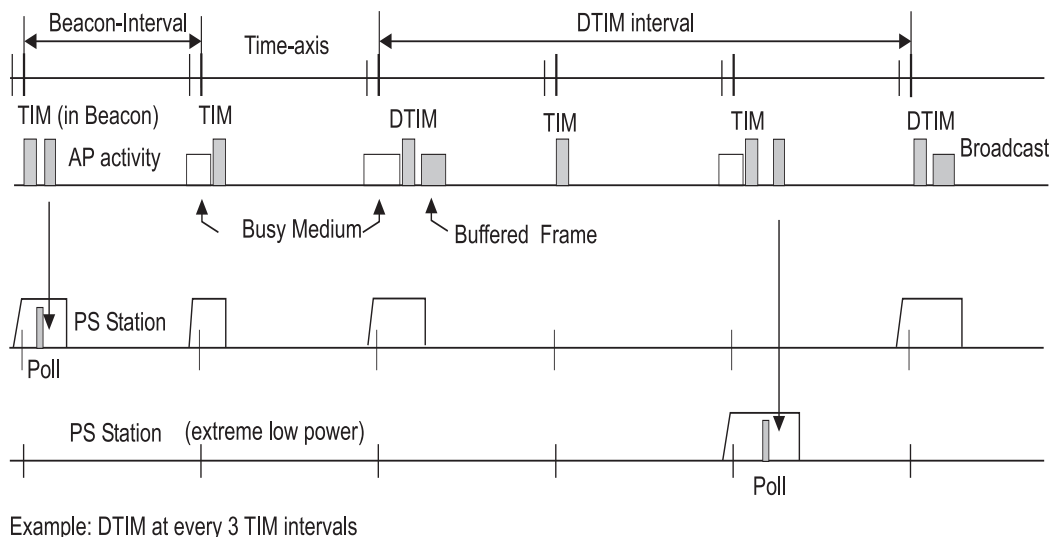 Beacon-Interval
DTIM interval
Time-axis
TIM (in Beacon)
TIM
DTIM
TIM
TIM
DTIM
AP activity
Broadcast
Busy Medium
Buffered Frame
PS Station
Poll
PS Station (extreme low power)
Poll
Example: DTIM at every 3 TIM intervals